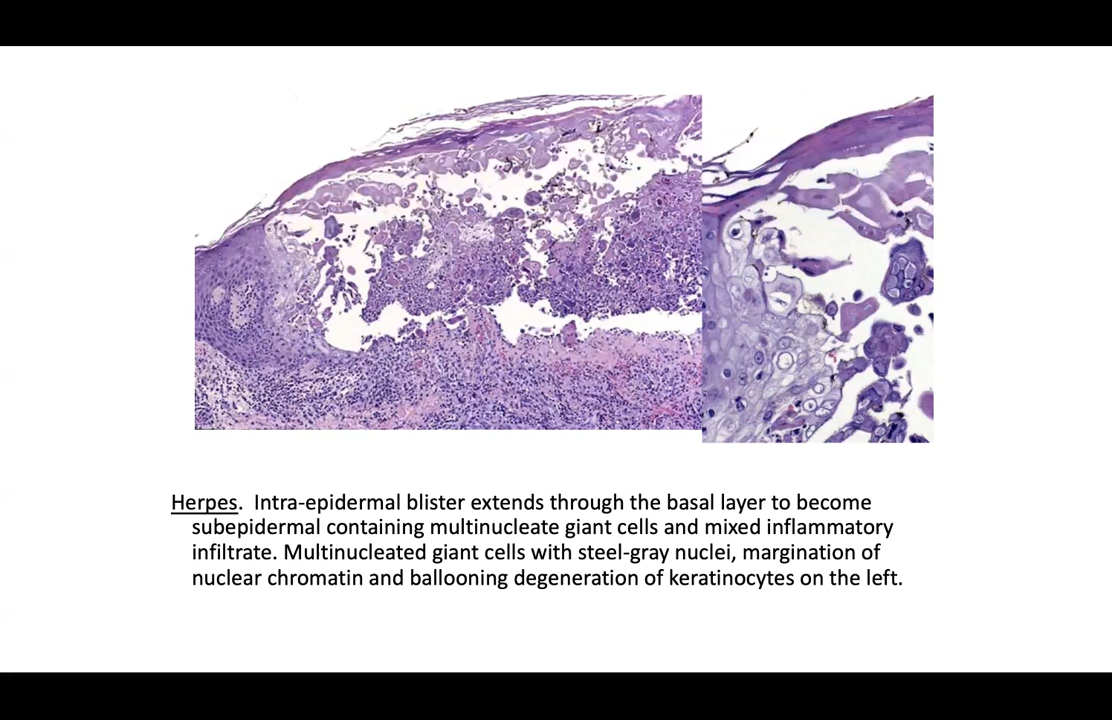 Herpes. Intra-epidermal blister extends through the basal layer to become
subepidermal containing multinucleate giant cells and mixed inflammatory
infiltrate. Multinucleated giant cells with steel-gray nuclei, margination of
nuclear chromatin and ballooning degeneration of keratinocytes on the left.